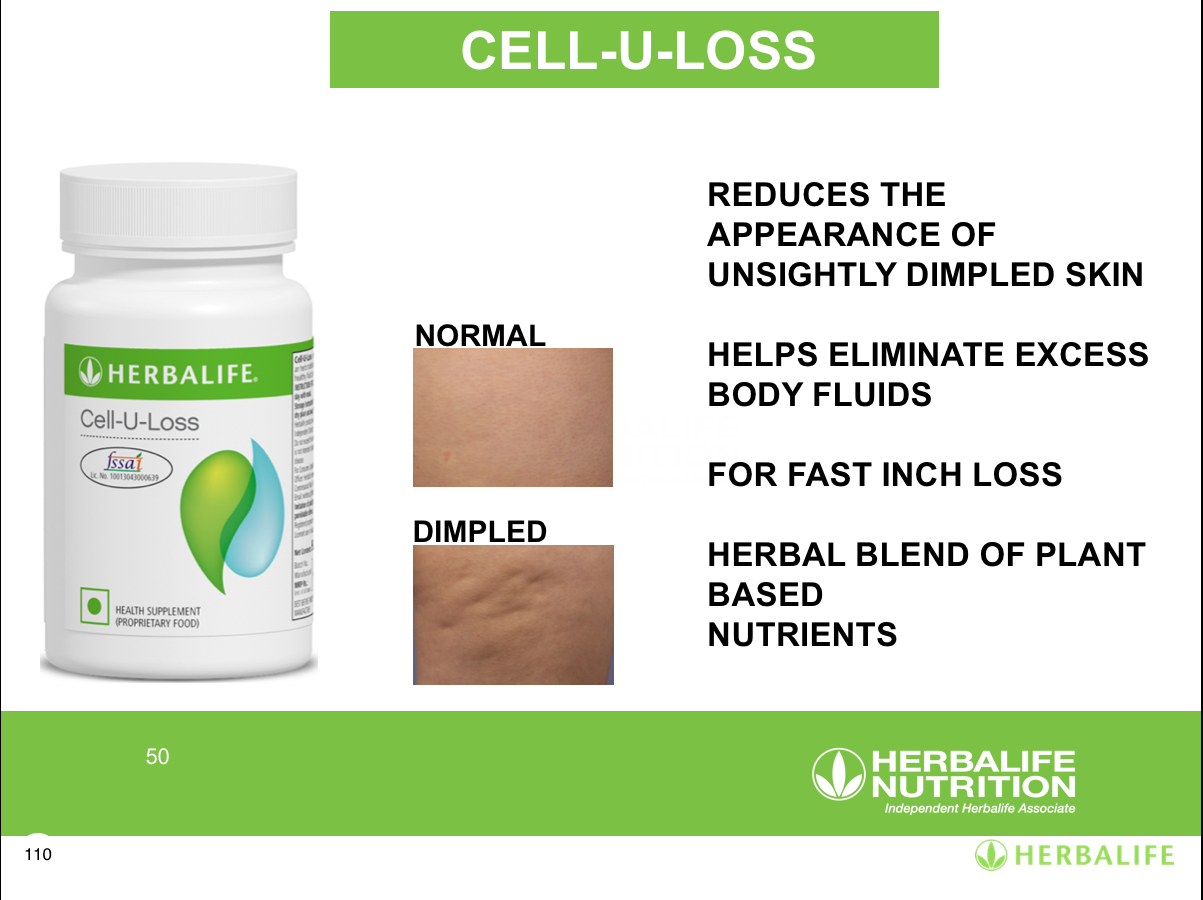 CELL-U-LOSS
REDUCES THE
APPEARANCE OF
UNSIGHTLY DIMPLED SKIN
NORMAL
HELPS ELIMINATE EXCESS
BODY FLUIDS
FOR FAST INCH LOSS
DIMPLED
HERBAL BLEND OF PLANT
BASED
NUTRIENTS
HERBALIFE®
Cell-U-Loss
fssai
Lic. No. 10013043000639
HEALTH SUPPLEMENT
(PROPRIETARY FOOD)
50
HERBALIFE
NUTRITION
Independent Herbalife Associate
110
HERBALIFE